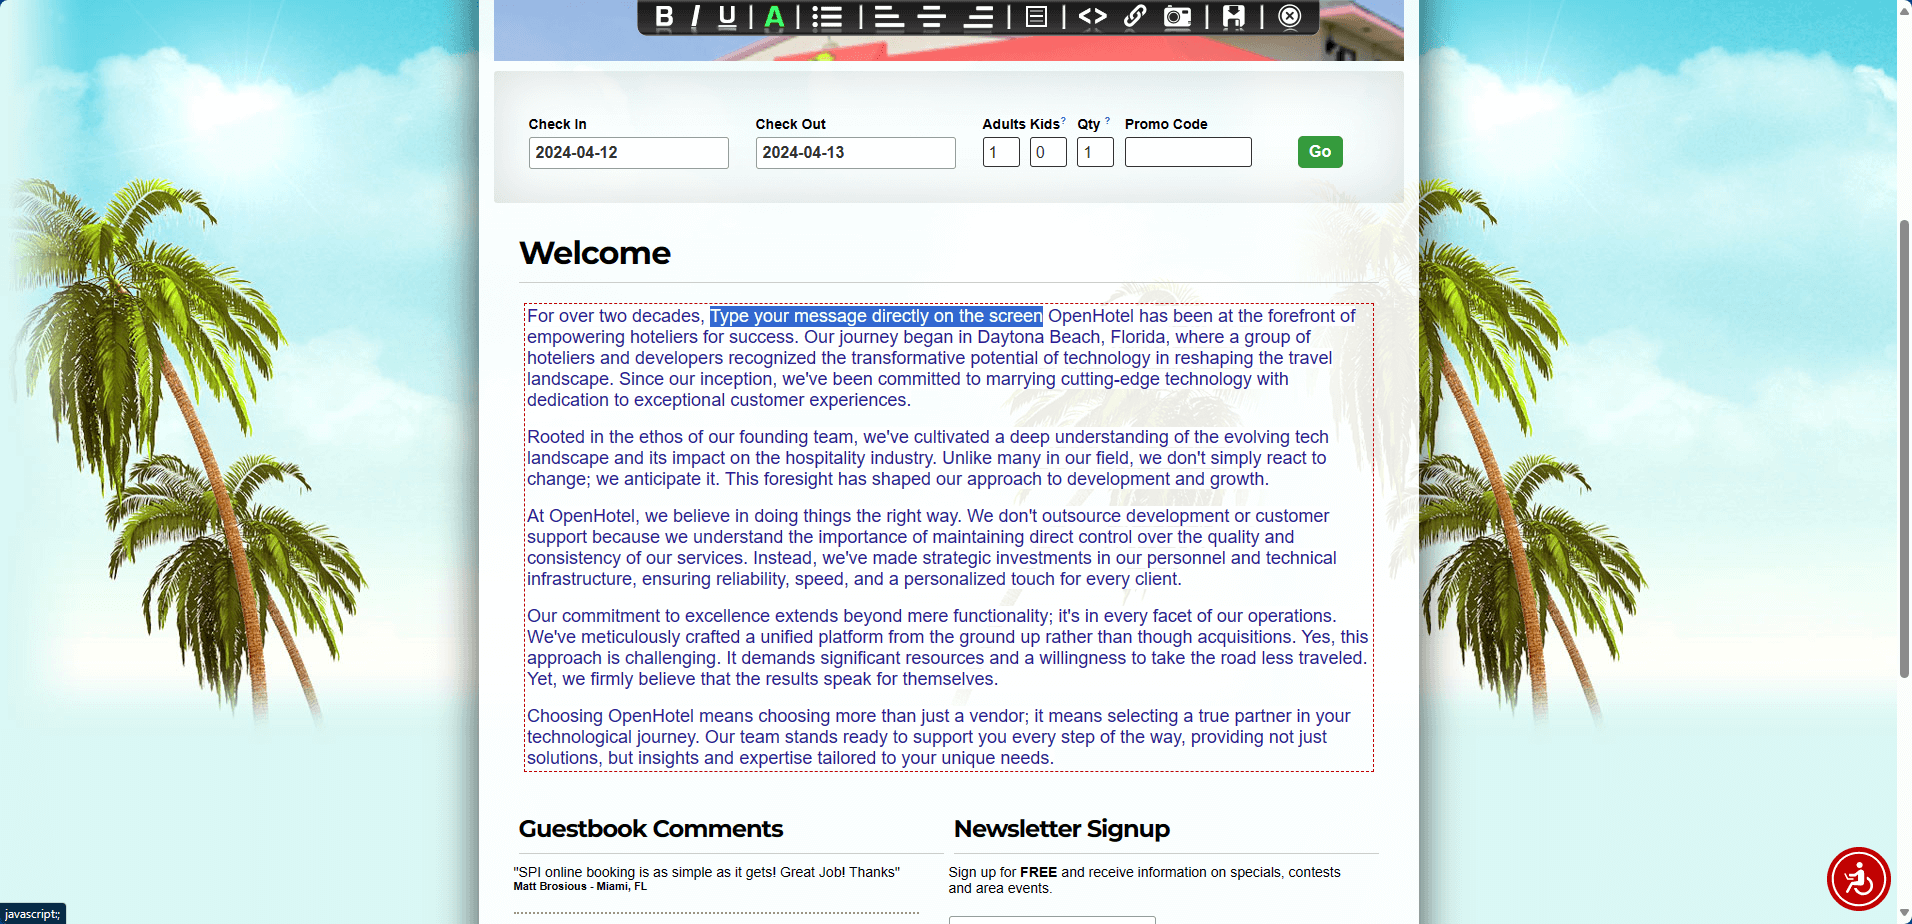 B I U A
Check In Check Out Adults Kids? Qty ? Promo Code
2024-04-12 2024-04-13 1 0 1 Go
Welcome
For over two decades, Type your message directly on the screen OpenHotel has been at the forefront of
empowering hoteliers for success. Our journey began in Daytona Beach, Florida, where a group of
hoteliers and developers recognized the transformative potential of technology in reshaping the travel
landscape. Since our inception, we've been committed to marrying cutting-edge technology with
dedication to exceptional customer experiences.
Rooted in the ethos of our founding team, we've cultivated a deep understanding of the evolving tech
landscape and its impact on the hospitality industry. Unlike many in our field, we don't simply react to
change; we anticipate it. This foresight has shaped our approach to development and growth.
At OpenHotel, we believe in doing things the right way. We don't outsource development or customer
support because we understand the importance of maintaining direct control over the quality and
consistency of our services. Instead, we've made strategic investments in our personnel and technical
infrastructure, ensuring reliability, speed, and a personalized touch for every client.
Our commitment to excellence extends beyond mere functionality; it's in every facet of our operations.
We've meticulously crafted a unified platform from the ground up rather than though acquisitions. Yes, this
approach is challenging. It demands significant resources and a willingness to take the road less traveled.
Yet, we firmly believe that the results speak for themselves.
Choosing OpenHotel means choosing more than just a vendor; it means selecting a true partner in your
technological journey. Our team stands ready to support you every step of the way, providing not just
solutions, but insights and expertise tailored to your unique needs.
Guestbook Comments
"SPI online booking is as simple as it gets! Great Job! Thanks"
Matt Brosious - Miami, FL
Newsletter Signup
Sign up for FREE and receive information on specials, contests
and area events.
javascript:;